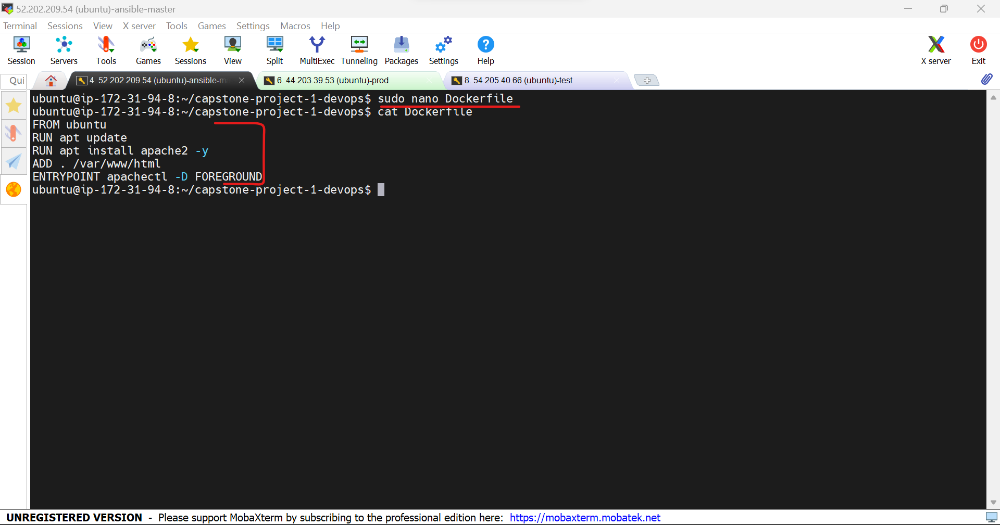 52.202.209.54 (ubuntu)-ansible-master
Terminal Sessions View X server Tools Games Settings Macros Help
Session Servers Tools Games Sessions View Split MultiExec Tunneling Packages Settings Help X server Exit
Qui 4. 52.202.209.54 (ubuntu)-ansible-ma 6. 44.203.39.53 (ubuntu)-prod 8. 54.205.40.66 (ubuntu)-test
ubuntu@ip-172-31-94-8:~/capstone-project-1-devops$ sudo nano Dockerfile
ubuntu@ip-172-31-94-8:~/capstone-project-1-devops$ cat Dockerfile
FROM ubuntu
RUN apt update
RUN apt install apache2 -y
ADD . /var/www/html
ENTRYPOINT apachectl -D FOREGROUND
ubuntu@ip-172-31-94-8:~/capstone-project-1-devops$
UNREGISTERED VERSION - Please support MobaXterm by subscribing to the professional edition here: https://mobaxterm.mobatek.net